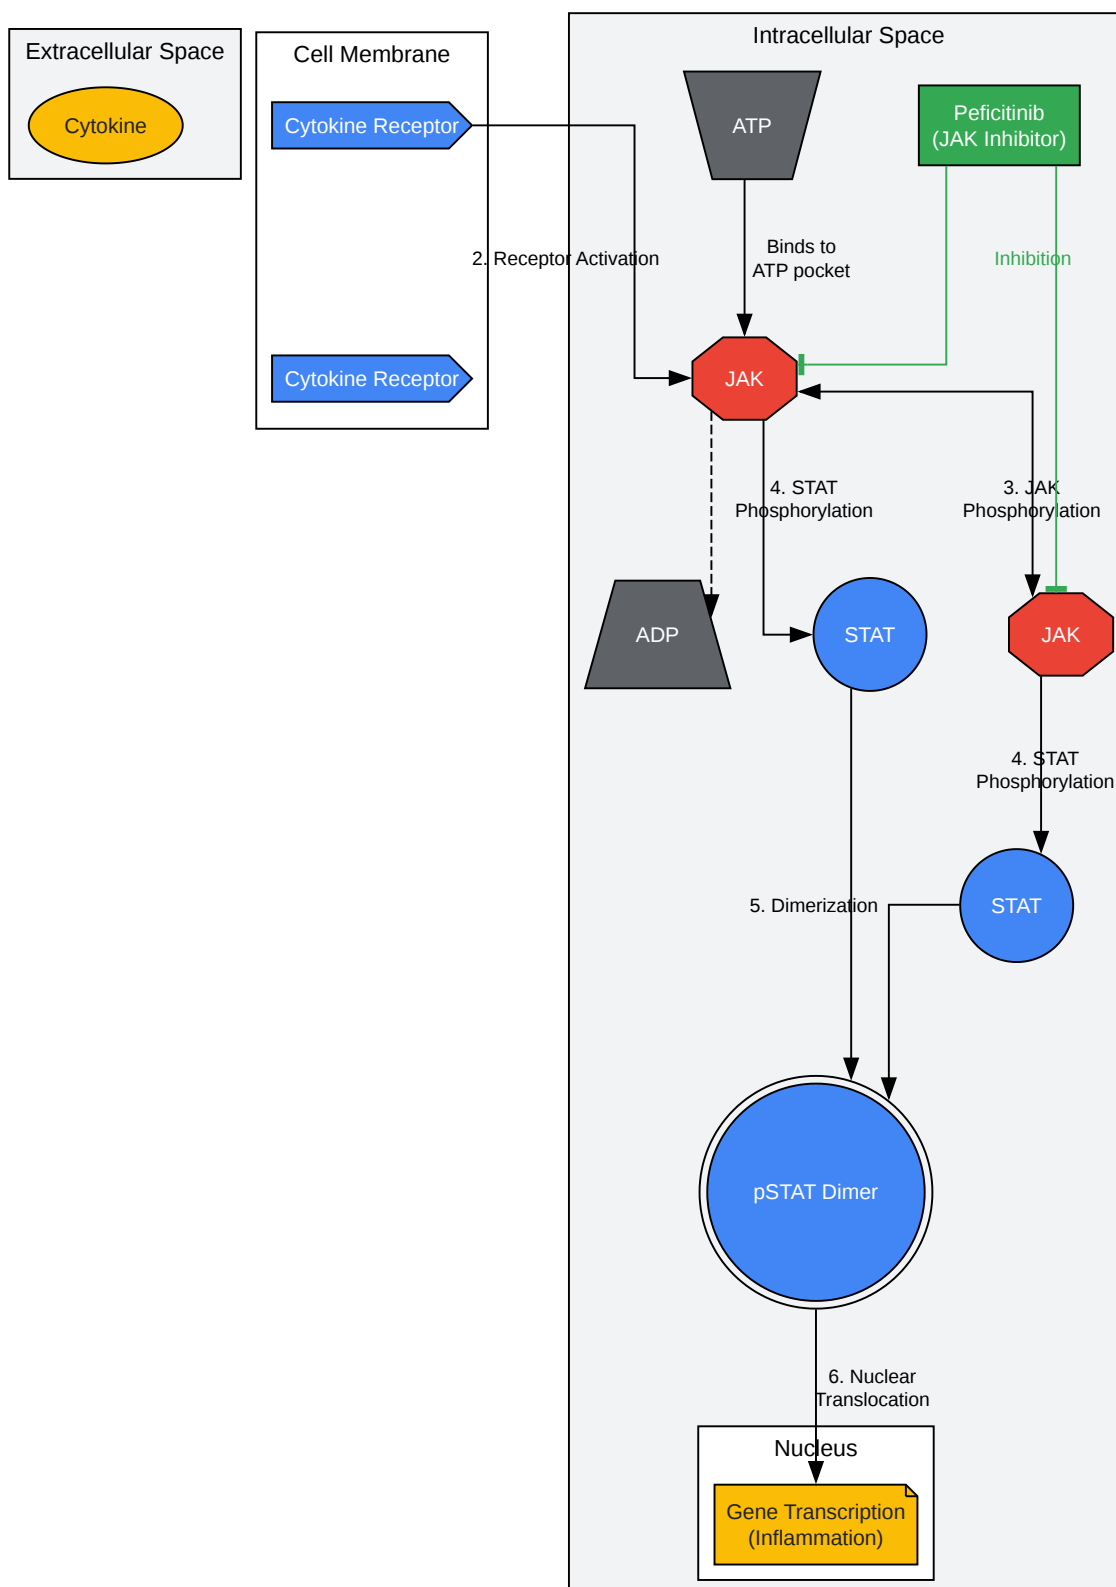 Extracellular Space
Cytokine
Cell Membrane
Cytokine Receptor
Cytokine Receptor
2. Receptor Activation
Intracellular Space
ATP
Peficitinib
(JAK Inhibitor)
Binds to
ATP pocket
Inhibition
JAK
4. STAT
Phosphorylation
3. JAK
Phosphorylation
ADP
STAT
JAK
4. STAT
Phosphorylation
5. Dimerization
STAT
pSTAT Dimer
6. Nuclear
Translocation
Nucleus
Gene Transcription
(Inflammation)